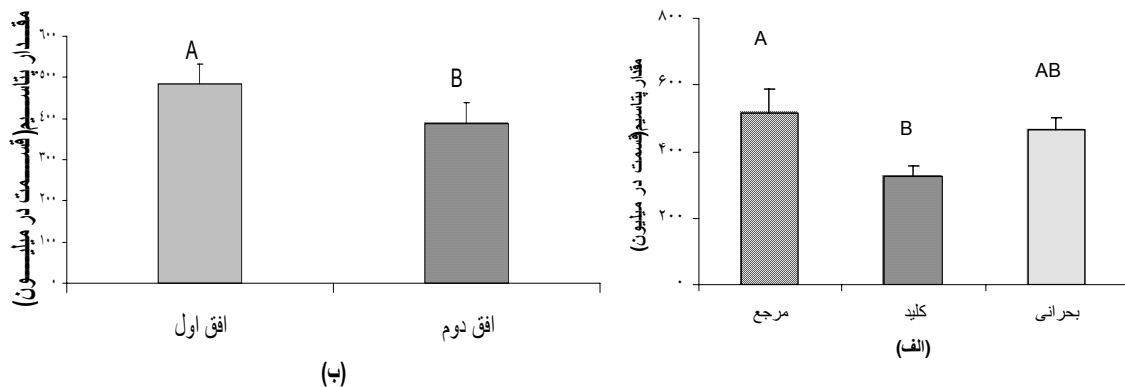 مقدار پتاسیم(قسمت در میلیون)
۸۰۰
۶۰۰
۴۰۰
۲۰۰
۰
A
B
AB
مرجع
کلید
بحرانی
(الف)
مقدار پتاسیم(قسمت در میلیون)
۶۰۰
۵۰۰
۴۰۰
۳۰۰
۲۰۰
۱۰۰
۰
A
B
افق اول
افق دوم
(ب)